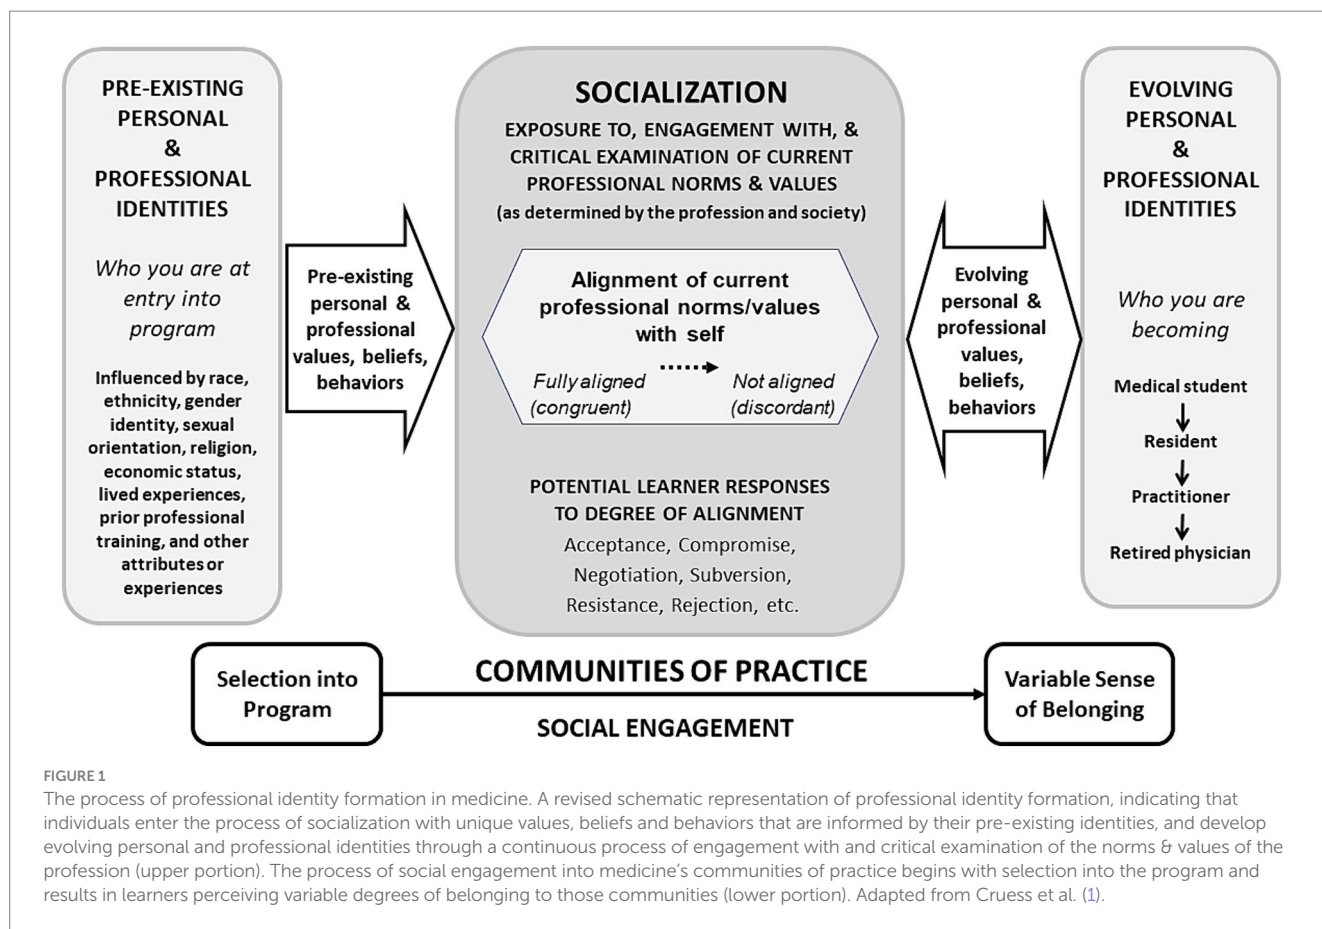 PRE-EXISTING
PERSONAL
&
PROFESSIONAL
IDENTITIES
Who you are at
entry into
program
Influenced by race,
ethnicity, gender
identity, sexual
orientation, religion,
economic status,
lived experiences,
prior professional
training, and other
attributes or
experiences
Pre-existing
personal &
professional
values, beliefs,
behaviors
SOCIALIZATION
EXPOSURE TO, ENGAGEMENT WITH, &
CRITICAL EXAMINATION OF CURRENT
PROFESSIONAL NORMS & VALUES
(as determined by the profession and society)
Alignment of current
professional norms/values
with self
Fully aligned
(congruent)
Not aligned
(discordant)
POTENTIAL LEARNER RESPONSES
TO DEGREE OF ALIGNMENT
Acceptance, Compromise,
Negotiation, Subversion,
Resistance, Rejection, etc.
Evolving
personal &
professional
values,
beliefs,
behaviors
EVOLVING
PERSONAL
&
PROFESSIONAL
IDENTITIES
Who you are
becoming
Medical student
Resident
Practitioner
Retired physician
Selection into
Program
COMMUNITIES OF PRACTICE
SOCIAL ENGAGEMENT
Variable Sense
of Belonging
FIGURE 1
The process of professional identity formation in medicine. A revised schematic representation of professional identity formation, indicating that
individuals enter the process of socialization with unique values, beliefs and behaviors that are informed by their pre-existing identities, and develop
evolving personal and professional identities through a continuous process of engagement with and critical examination of the norms & values of the
profession (upper portion). The process of social engagement into medicine's communities of practice begins with selection into the program and
results in learners perceiving variable degrees of belonging to those communities (lower portion). Adapted from Cruess et al. (1).